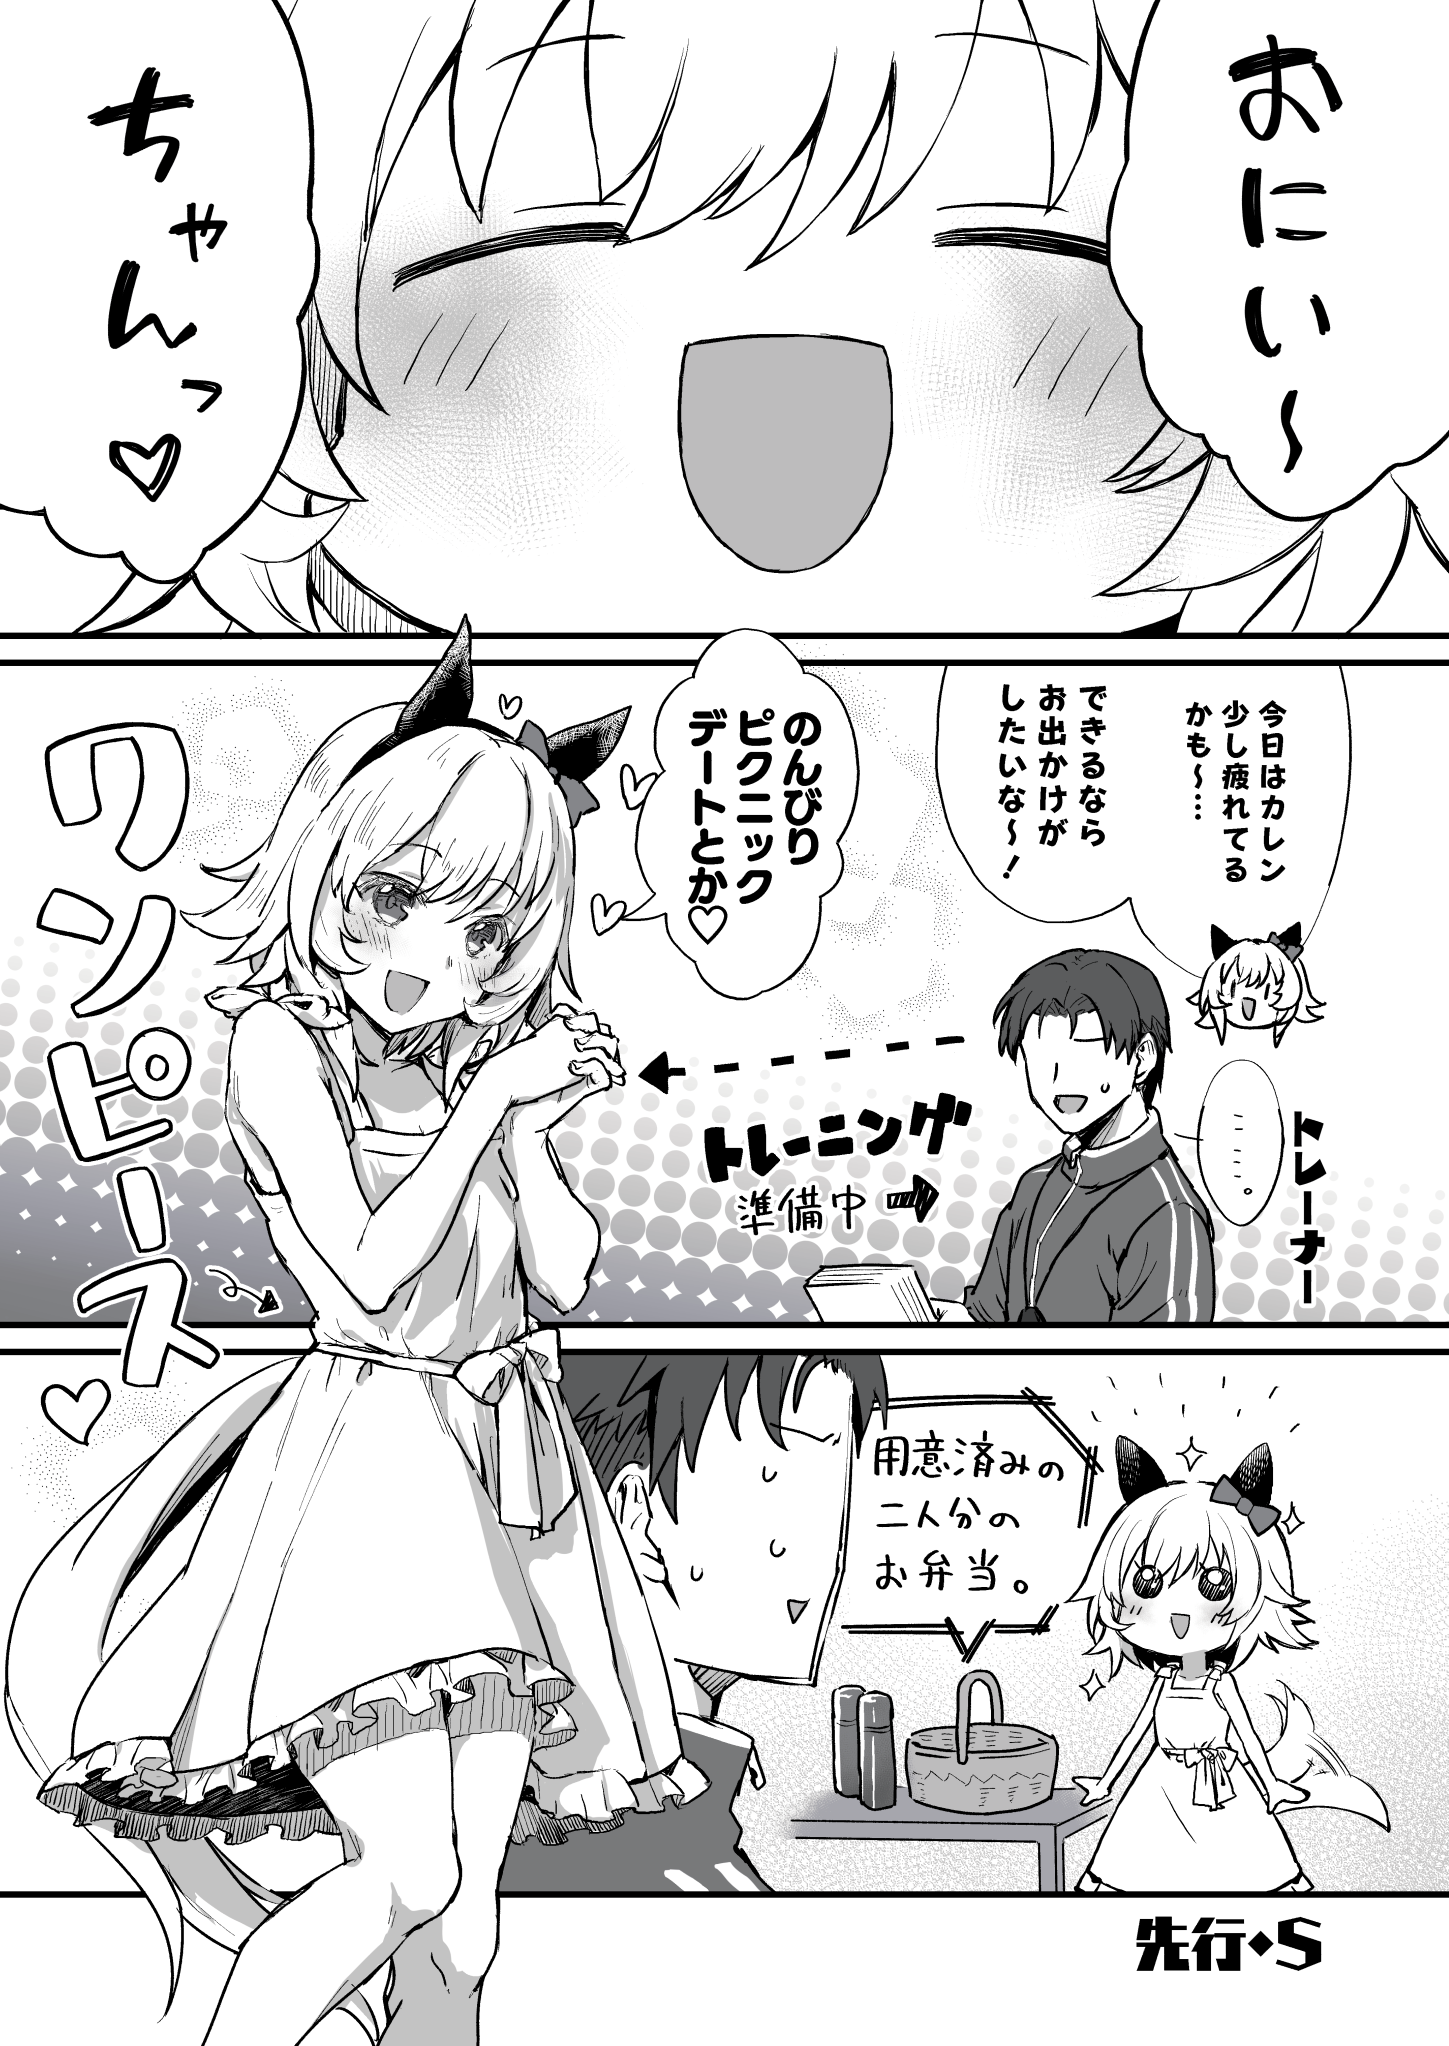 おにい〜
ちゃんっ♡
今日はカレン
少し疲れてる
かも〜…
できるなら
お出かけが
したいな〜！
トレーナー
……。
のんびり
ピクニック
デートとか♡
トレーニング
準備中
ワンピース
用意済みの
二人分の
お弁当。
先行◆S